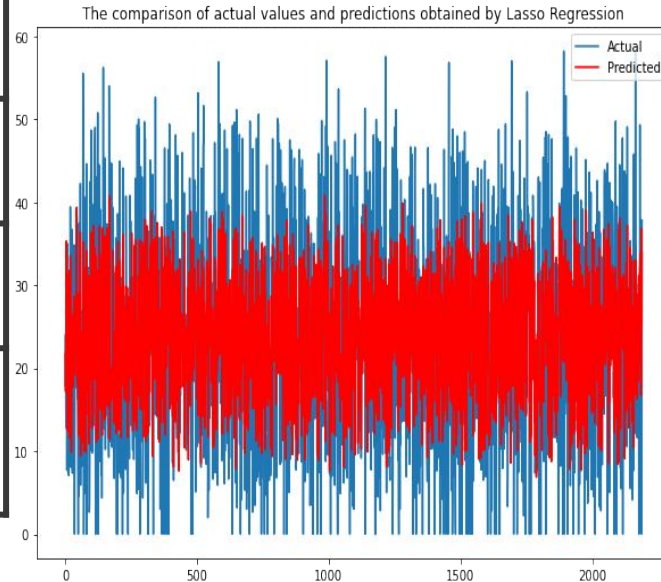 The comparison of actual values and predictions obtained by Lasso Regression
Actual
Predicted
60
50
40
30
20
10
0
0 500 1000 1500 2000